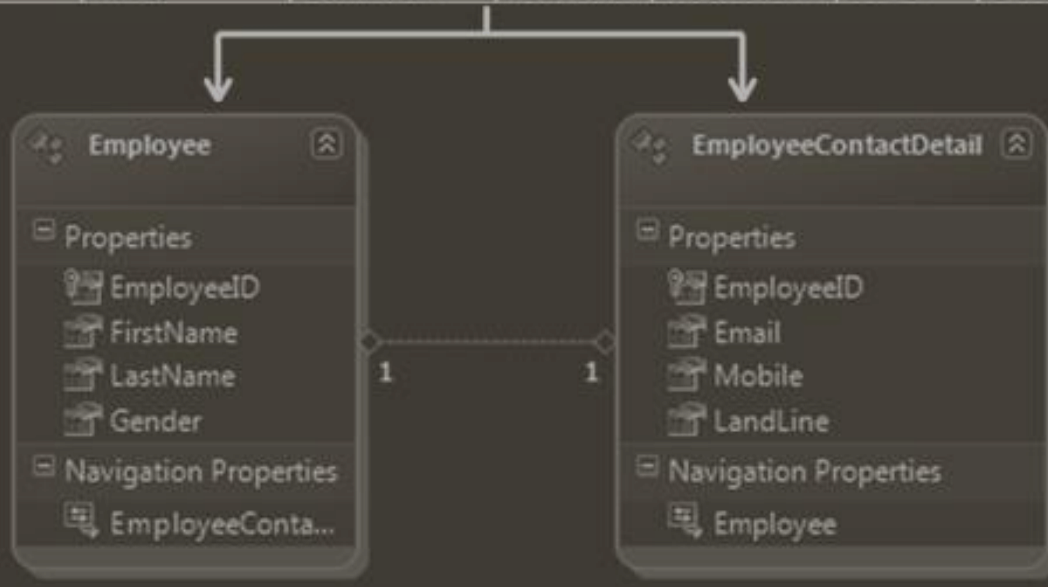 Employee
Properties
EmployeeID
FirstName
LastName
Gender
Navigation Properties
EmployeeConta...
1
1
EmployeeContactDetail
Properties
EmployeeID
Email
Mobile
LandLine
Navigation Properties
Employee